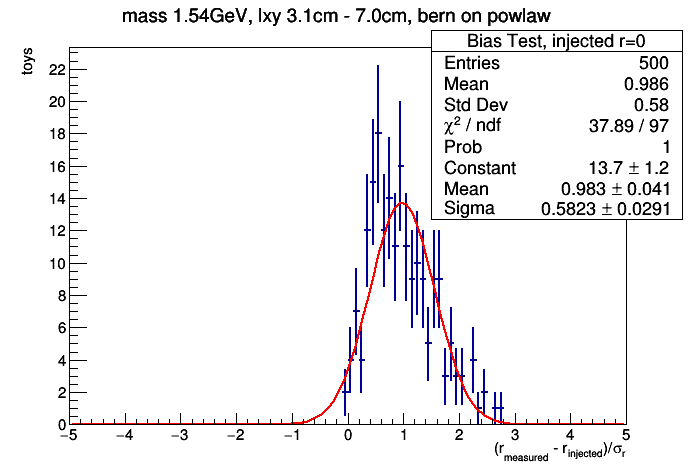 mass 1.54GeV, lxy 3.1cm - 7.0cm, bern on powlaw
Bias Test, injected r=0
Entries 500
Mean 0.986
Std Dev 0.58
χ² / ndf 37.89 / 97
Prob 1
Constant 13.7 ± 1.2
Mean 0.983 ± 0.041
Sigma 0.5823 ± 0.0291
toys
22
20
18
16
14
12
10
8
6
4
2
0
−5 −4 −3 −2 −1 0 1 2 3 4 5
(r_measured - r_injected)/σ_r